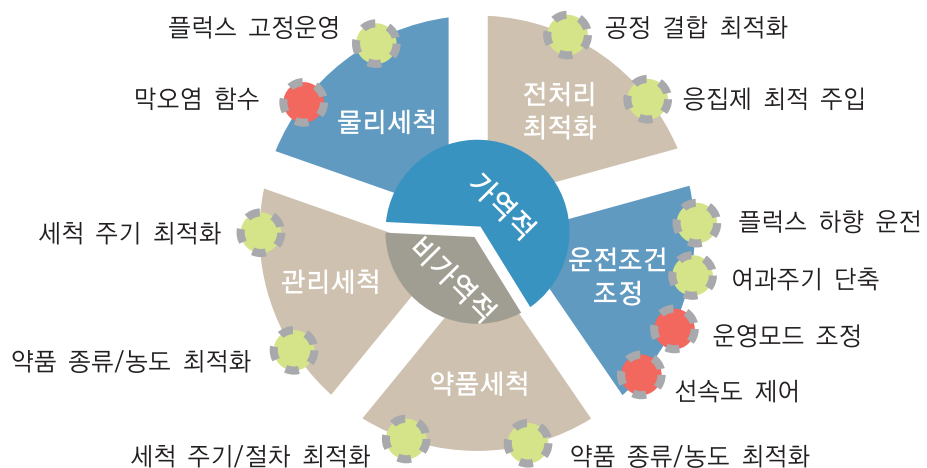 플럭스 고정운영
공정 결합 최적화
막오염 함수
물리세척
전처리
최적화
응집제 최적 주입
가역적
세척 주기 최적화
관리세척
비가역적
운전조건
조정
플럭스 하향 운전
여과주기 단축
운영모드 조정
선속도 제어
약품 종류/농도 최적화
약품세척
세척 주기/절차 최적화
약품 종류/농도 최적화